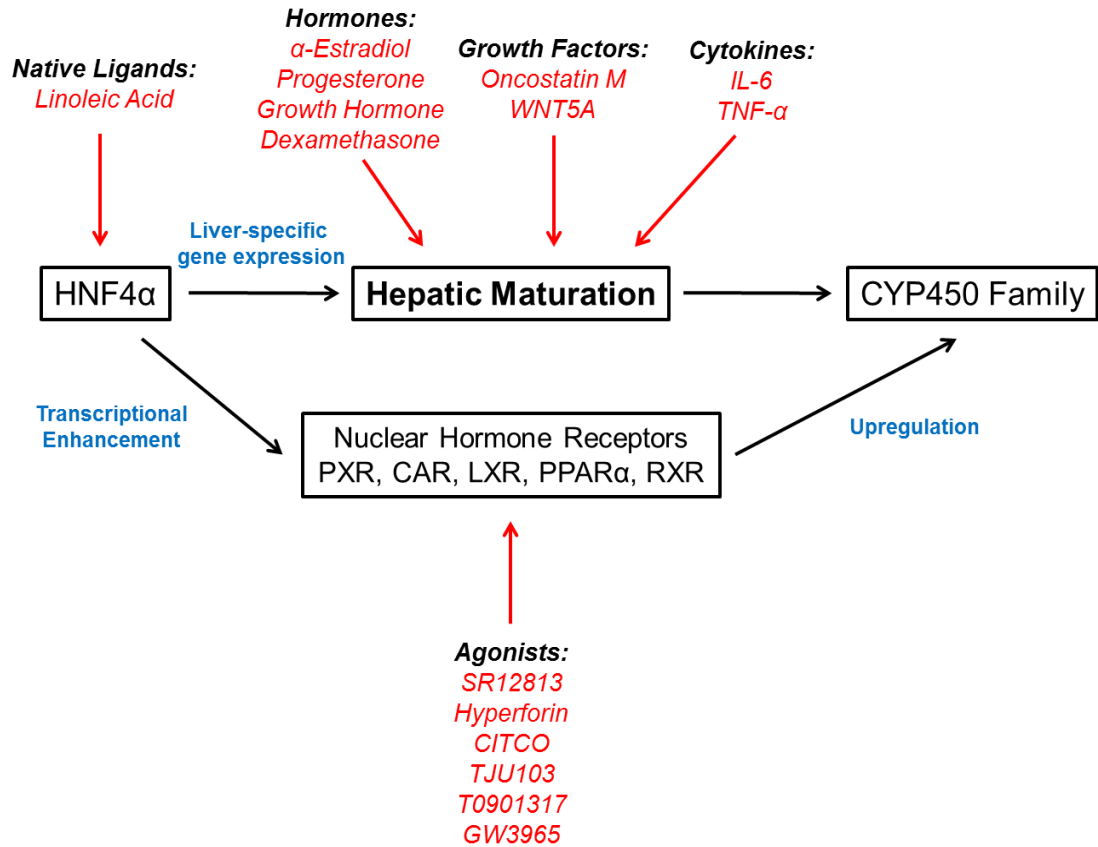 Native Ligands:
Linoleic Acid
Hormones:
α-Estradiol
Progesterone
Growth Hormone
Dexamethasone
Growth Factors:
Oncostatin M
WNT5A
Cytokines:
IL-6
TNF-α
Liver-specific
gene expression
HNF4α
Hepatic Maturation
CYP450 Family
Transcriptional
Enhancement
Nuclear Hormone Receptors
PXR, CAR, LXR, PPARα, RXR
Upregulation
Agonists:
SR12813
Hyperforin
CITCO
TJU103
T0901317
GW3965